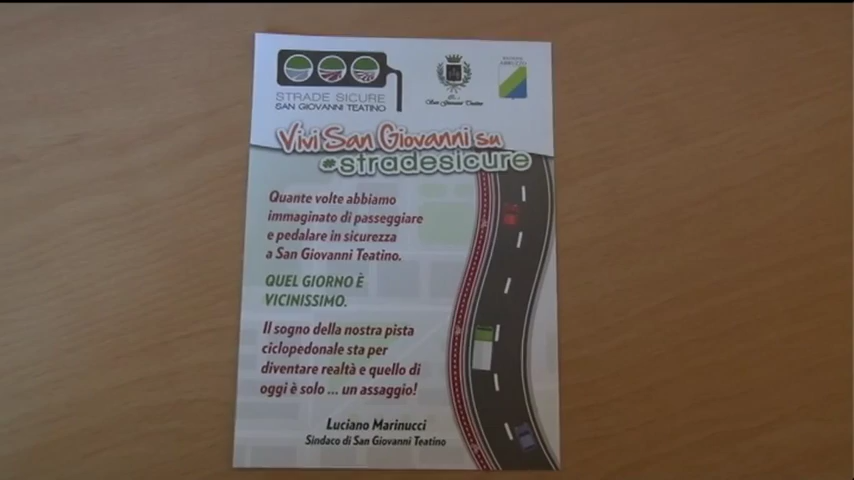 STRADE SICURE
SAN GIOVANNI TEATINO
San Giovanni Teatino
ABRUZZO
Vivi San Giovanni su
#stradesicure
Quante volte abbiamo
immaginato di passeggiare
e pedalare in sicurezza
a San Giovanni Teatino.
QUEL GIORNO È
VICINISSIMO.
Il sogno della nostra pista
ciclopedonale sta per
diventare realtà e quello di
oggi è solo ... un assaggio!
Luciano Marinucci
Sindaco di San Giovanni Teatino